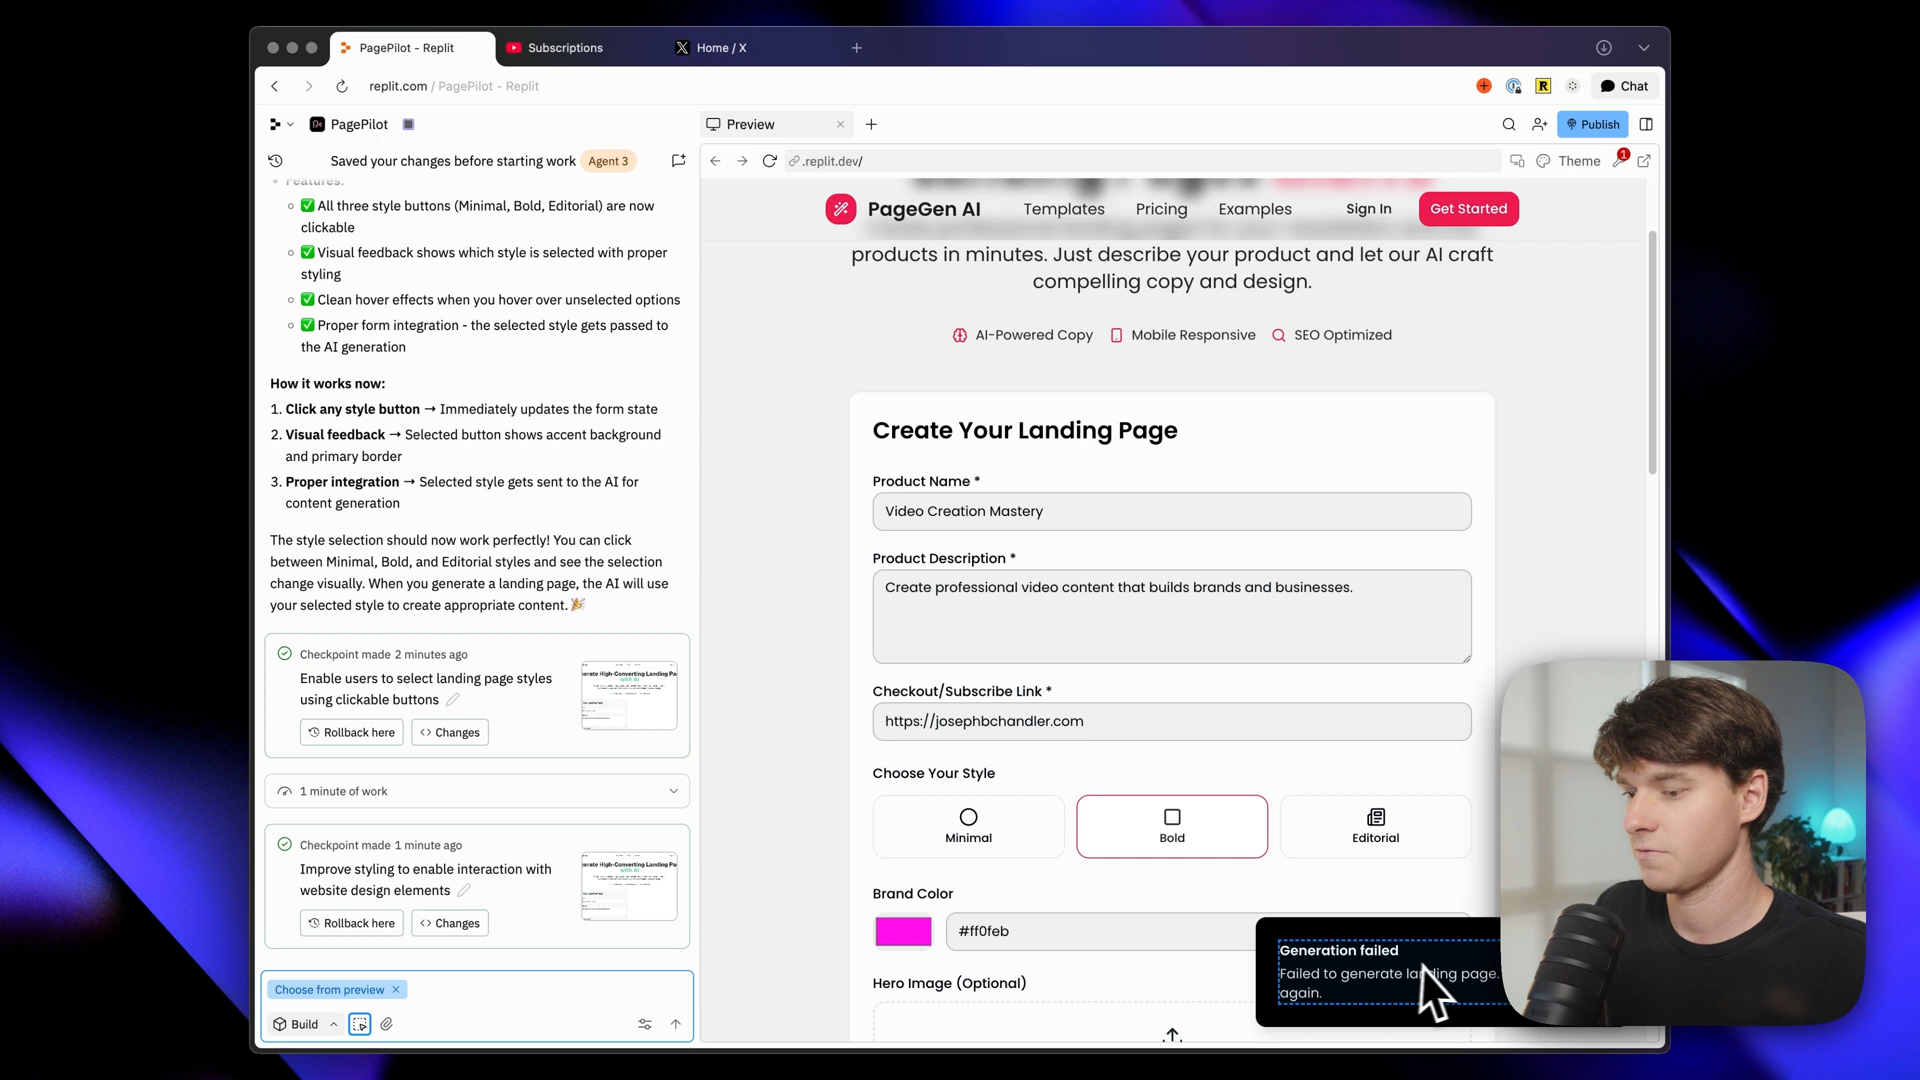 PagePilot - Replit
Subscriptions
Home / X
replit.com / PagePilot - Replit
Chat
PagePilot
Preview
Publish
Saved your changes before starting work
Agent 3
.replit.dev/
Theme
1
Features:
✅ All three style buttons (Minimal, Bold, Editorial) are now
clickable
✅ Visual feedback shows which style is selected with proper
styling
✅ Clean hover effects when you hover over unselected options
✅ Proper form integration - the selected style gets passed to
the AI generation
How it works now:
1. Click any style button → Immediately updates the form state
2. Visual feedback → Selected button shows accent background
and primary border
3. Proper integration → Selected style gets sent to the AI for
content generation
The style selection should now work perfectly! You can click
between Minimal, Bold, and Editorial styles and see the selection
change visually. When you generate a landing page, the AI will use
your selected style to create appropriate content. 🎉
Checkpoint made 2 minutes ago
Enable users to select landing page styles
using clickable buttons
Rollback here
Changes
1 minute of work
Checkpoint made 1 minute ago
Improve styling to enable interaction with
website design elements
Rollback here
Changes
Choose from preview
Build
PageGen AI
Templates
Pricing
Examples
Sign In
Get Started
products in minutes. Just describe your product and let our AI craft
compelling copy and design.
AI-Powered Copy
Mobile Responsive
SEO Optimized
Create Your Landing Page
Product Name *
Video Creation Mastery
Product Description *
Create professional video content that builds brands and businesses.
Checkout/Subscribe Link *
https://josephbchandler.com
Choose Your Style
Minimal
Bold
Editorial
Brand Color
#ff0feb
Hero Image (Optional)
Generation failed
Failed to generate landing page.
again.